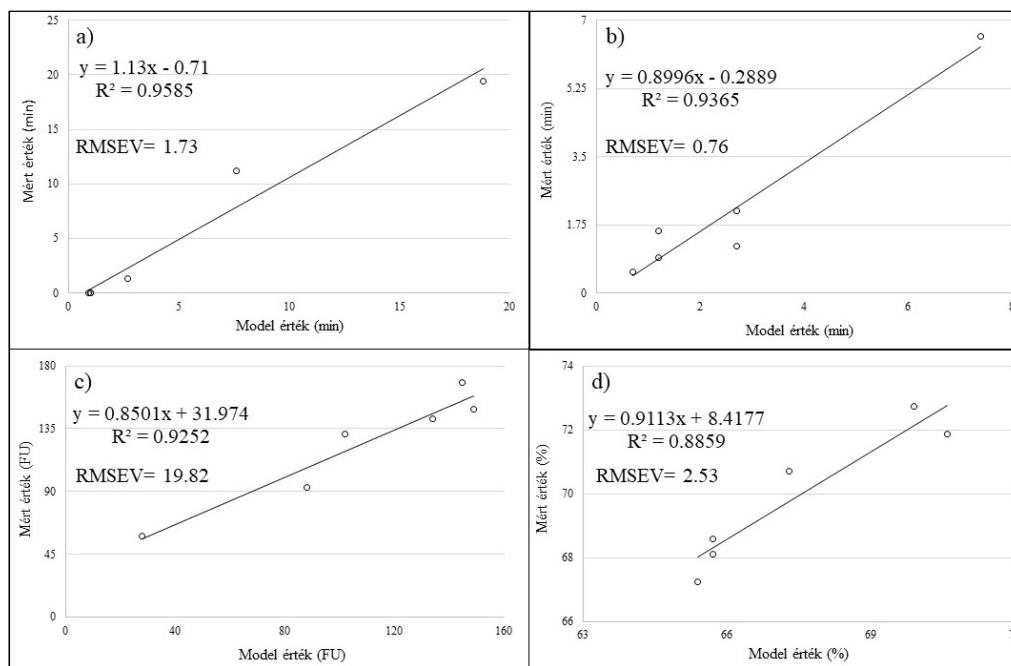 a)
y = 1.13x - 0.71
R² = 0.9585
RMSEV= 1.73
Mért érték (min)
25
20
15
10
5
0
0 5 10 15 20
Model érték (min)
b)
y = 0.8996x - 0.2889
R² = 0.9365
RMSEV= 0.76
Mért érték (min)
7
5.25
3.5
1.75
0
0 2 4 6 8
Model érték (min)
c)
y = 0.8501x + 31.974
R² = 0.9252
RMSEV= 19.82
Mért érték (FU)
180
135
90
45
0
0 40 80 120 160
Model érték (FU)
d)
y = 0.9113x + 8.4177
R² = 0.8859
RMSEV= 2.53
Mért érték (%)
74
72
70
68
66
63 66 69
Model érték (%)